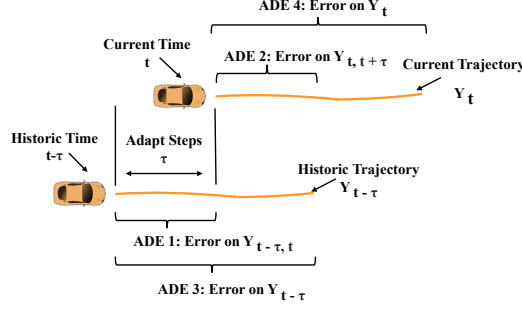 ADE 4: Error on Y t
Current Time
t
ADE 2: Error on Y t, t + τ
Current Trajectory
Y t
Historic Time
t-τ
Adapt Steps
τ
Historic Trajectory
Y t - τ
ADE 1: Error on Y t - τ, t
ADE 3: Error on Y t - τ